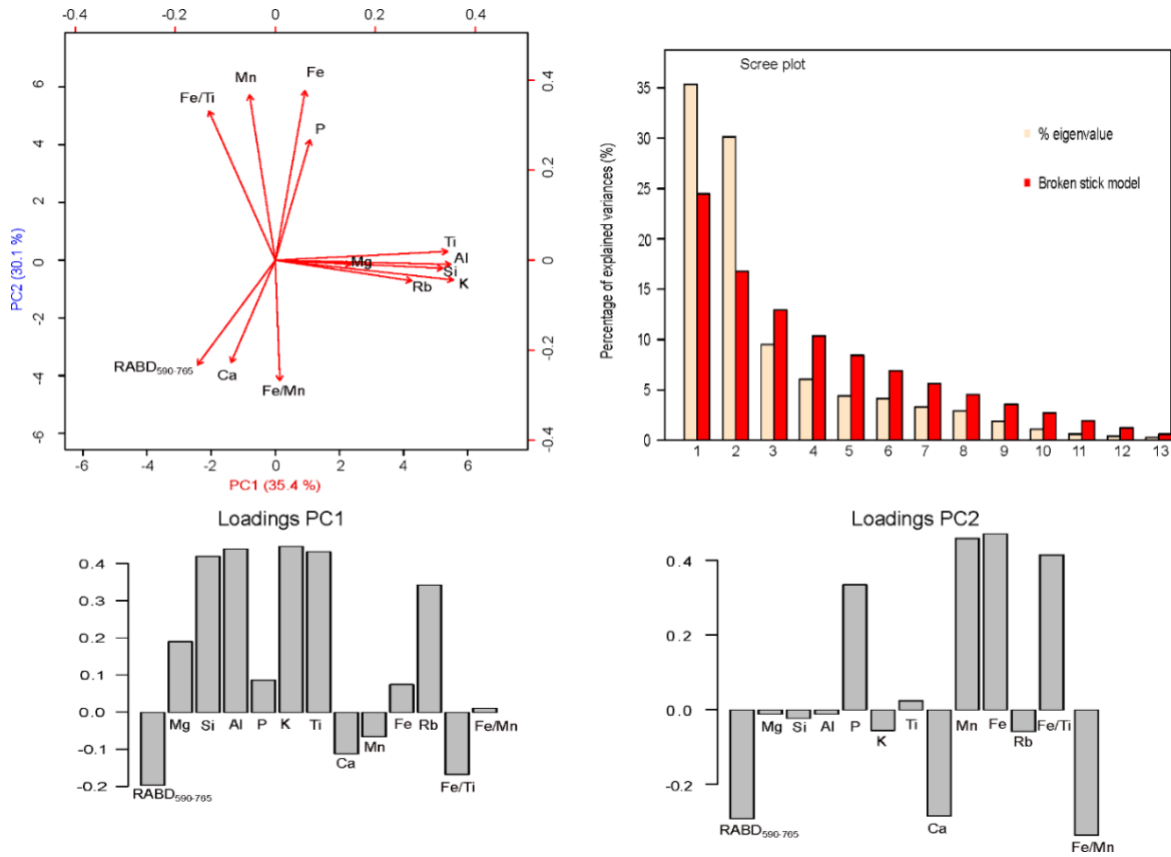 -0.4 -0.2 0 0.2 0.4
6 4 2 0 -2 -4 -6
0.4 0.2 0.0 -0.2 -0.4
PC2 (30.1 %)
Mn
Fe
Fe/Ti
P
Ti
Mg
Al
Si
Rb
K
RABD590-765
Ca
Fe/Mn
-6 -4 -2 0 2 4 6
PC1 (35.4 %)
Scree plot
Percentage of explained variances (%)
35
30
25
20
15
10
5
0
% eigenvalue
Broken stick model
1 2 3 4 5 6 7 8 9 10 11 12 13
Loadings PC1
0.4
0.3
0.2
0.1
0.0
-0.1
-0.2
RABD590-765
Mg Si Al P K Ti
Ca
Mn
Fe
Rb
Fe/Ti
Fe/Mn
Loadings PC2
0.4
0.2
0.0
-0.2
RABD590-765
Mg Si Al
P
K
Ti
Ca
Mn Fe
Rb
Fe/Ti
Fe/Mn